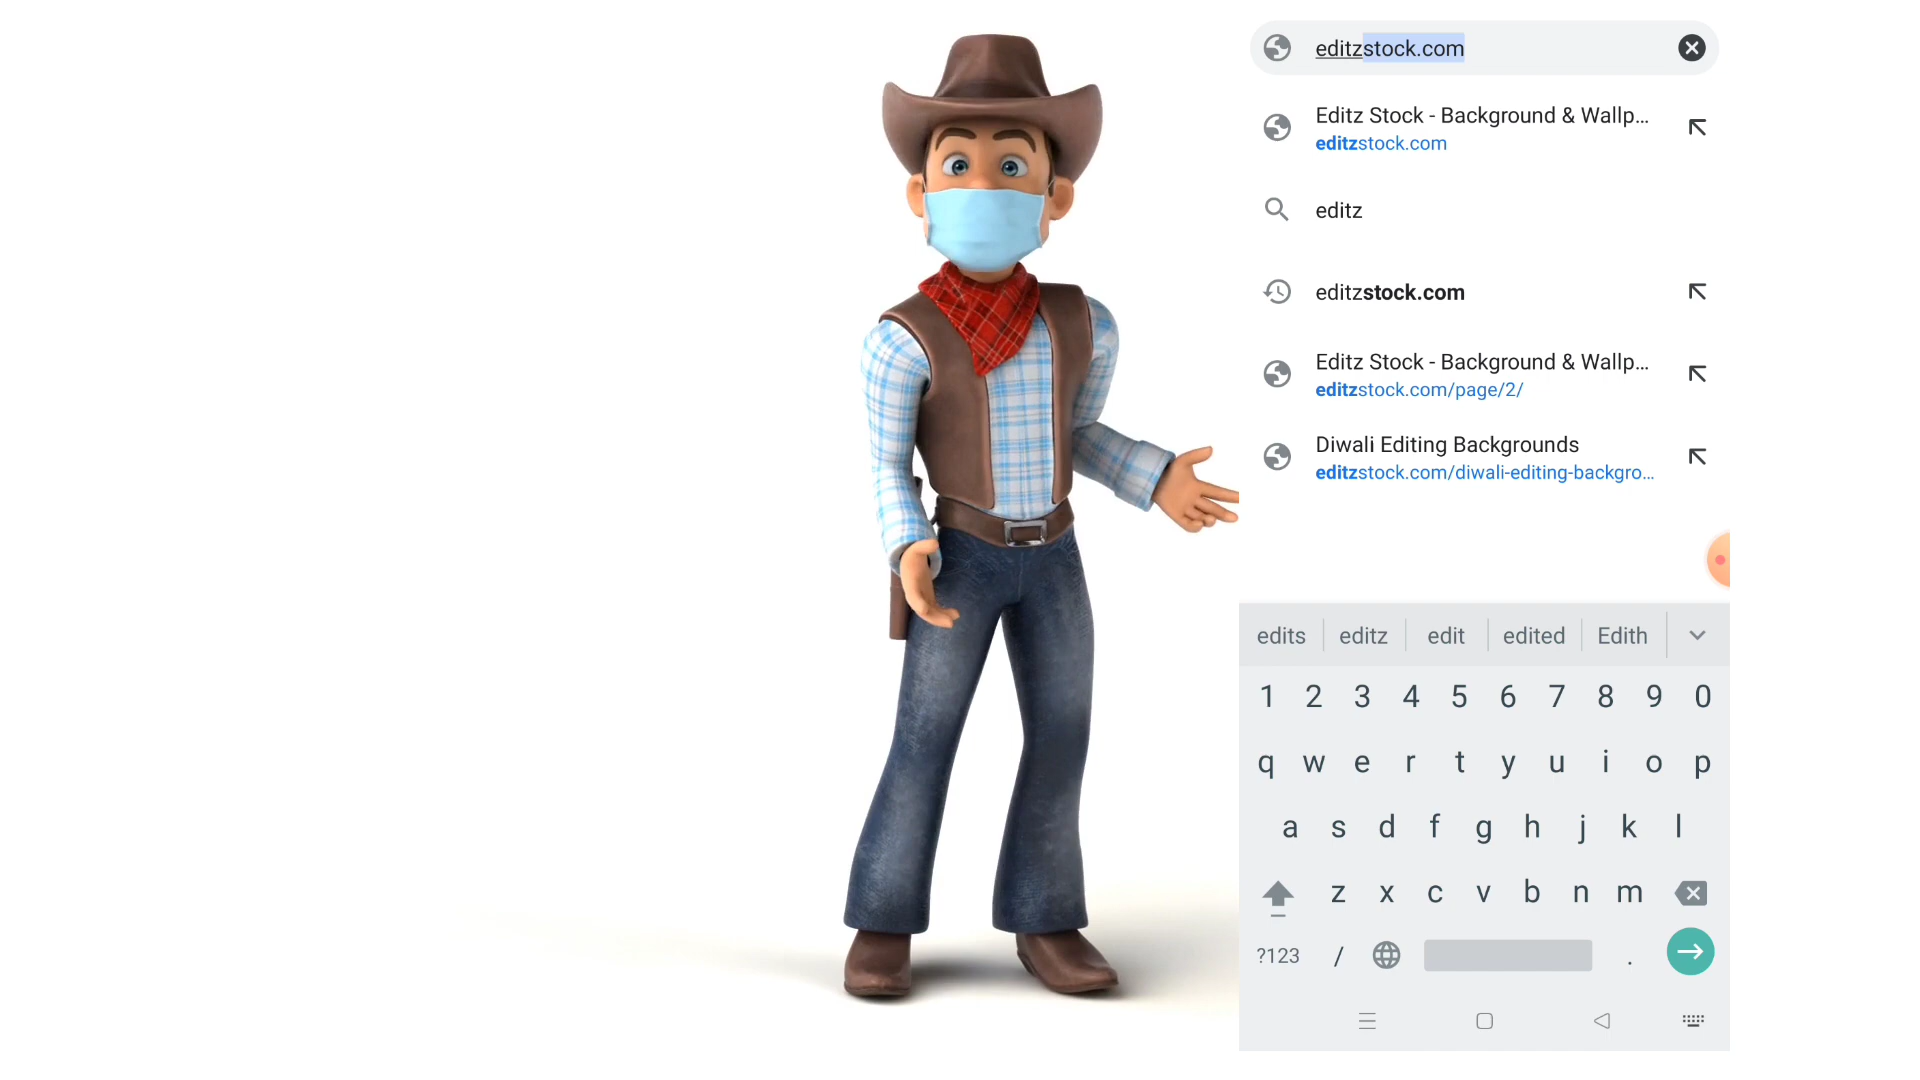 editzstock.com
Editz Stock - Background & Wallp...
editzstock.com
editz
editzstock.com
Editz Stock - Background & Wallp...
editzstock.com/page/2/
Diwali Editing Backgrounds
editzstock.com/diwali-editing-backgro...
edits editz edit edited Edith
1 2 3 4 5 6 7 8 9 0
q w e r t y u i o p
a s d f g h j k l
z x c v b n m
?123 / .